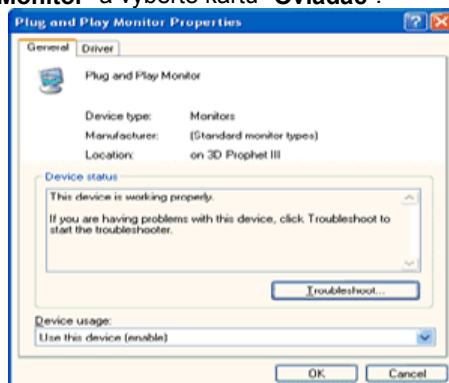 Monitor" a vyberte kartu "Ovladač".
Plug and Play Monitor Properties
General Driver
Plug and Play Monitor
Device type: Monitors
Manufacturer: (Standard monitor types)
Location: on 3D Prophet III
Device status
This device is working properly.
If you are having problems with this device, click Troubleshoot to
start the troubleshooter.
Troubleshoot...
Device usage:
Use this device (enable)
OK Cancel